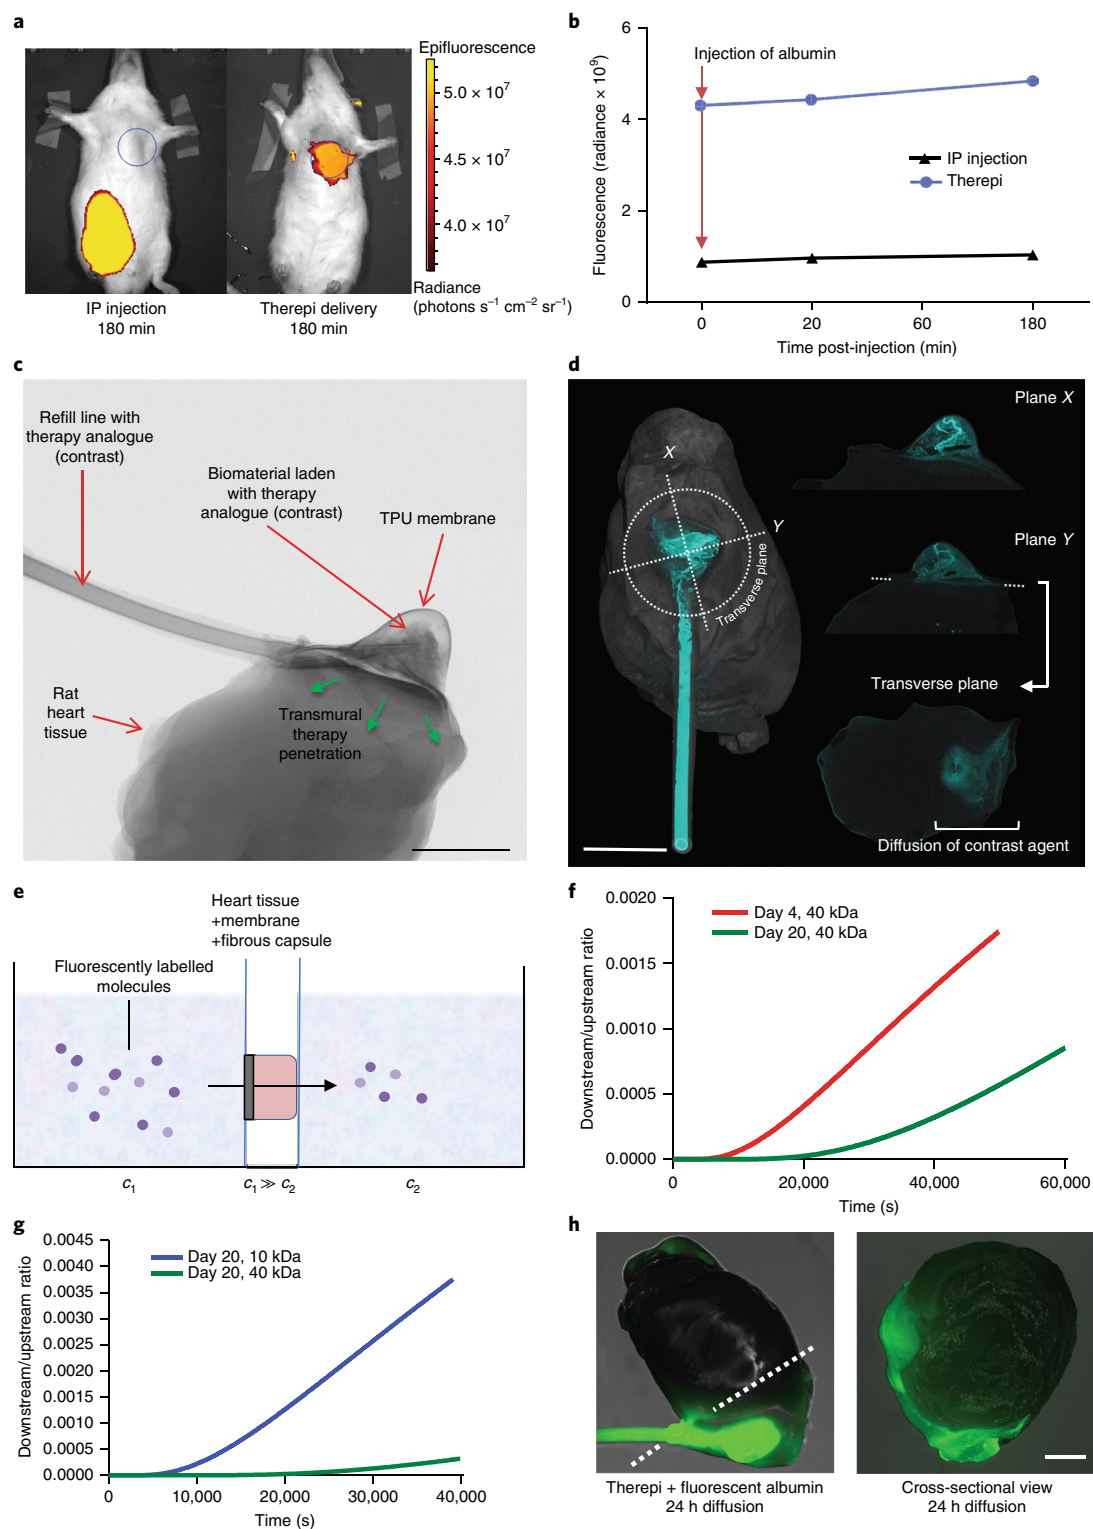 a
Epifluorescence
5.0 × 10⁷
4.5 × 10⁷
4.0 × 10⁷
Radiance
(photons s⁻¹ cm⁻² sr⁻¹)
IP injection
180 min
Therepi delivery
180 min
b
Fluorescence (radiance × 10⁹)
6
4
2
0
Injection of albumin
IP injection
Therepi
0
20
60
180
Time post-injection (min)
c
Refill line with
therapy analogue
(contrast)
Biomaterial laden
with therapy
analogue (contrast)
TPU membrane
Rat
heart
tissue
Transmural
therapy
penetration
d
X
Y
Transverse plane
Plane X
Plane Y
Transverse plane
Diffusion of contrast agent
e
Heart tissue
+membrane
+fibrous capsule
Fluorescently labelled
molecules
c₁
c₁ ≫ c₂
c₂
f
Downstream/upstream ratio
0.0020
0.0015
0.0010
0.0005
0.0000
Day 4, 40 kDa
Day 20, 40 kDa
0
20,000
40,000
60,000
Time (s)
g
Downstream/upstream ratio
0.0045
0.0040
0.0035
0.0030
0.0025
0.0020
0.0015
0.0010
0.0005
0.0000
Day 20, 10 kDa
Day 20, 40 kDa
0
10,000
20,000
30,000
40,000
Time (s)
h
Therepi + fluorescent albumin
24 h diffusion
Cross-sectional view
24 h diffusion